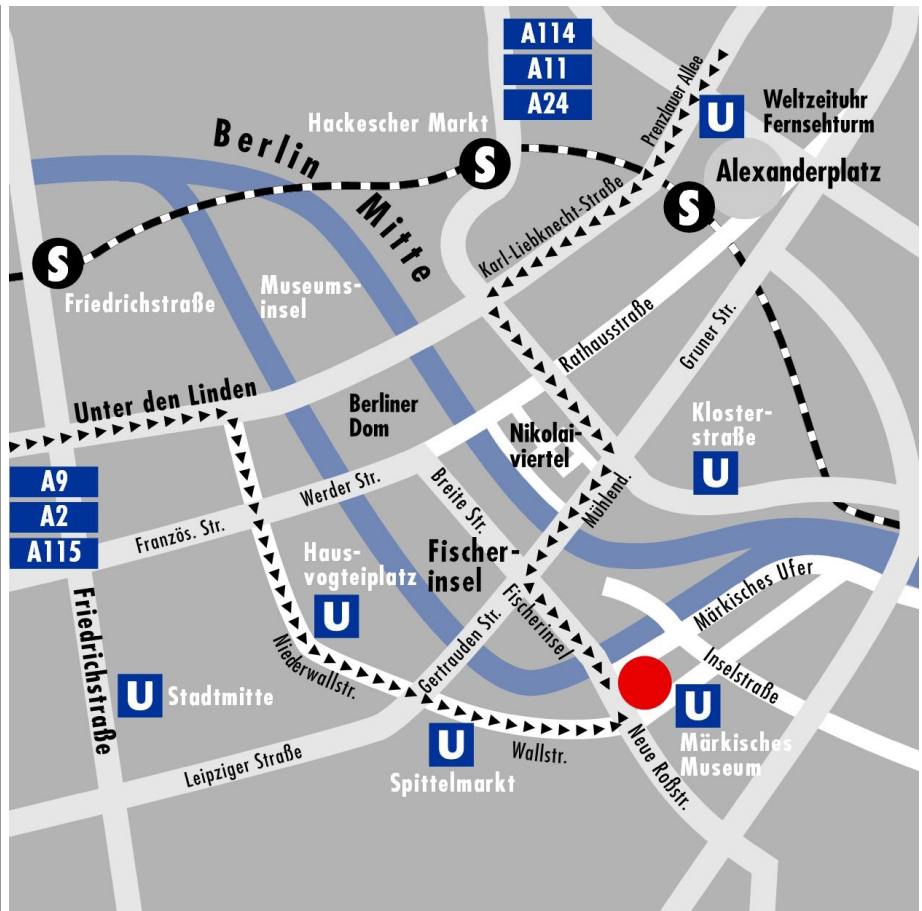 A114
A11
A24
Prenzlauer Allee
U
Weltzeituhr
Fernsehturm
Berlin
Mitte
Hackescher Markt
S
Alexanderplatz
S
S
Friedrichstraße
Karl-Liebknecht-Straße
Museums-
insel
Rathausstraße
Gruner Str.
Unter den Linden
Berliner
Dom
Nikolai-
viertel
Kloster-
straße
U
A9
A2
A115
Werder Str.
Französ. Str.
Breite Str.
Mühlend.
Haus-
vogteiplatz
U
Fischer-
insel
Fischerinsel
Märkisches Ufer
Friedrichstraße
Niederwallstr.
Gertrauden Str.
Inselstraße
U
Stadtmitte
U
Märkisches
Museum
U
Spittelmarkt
Wallstr.
Neue Roßstr.
Leipziger Straße